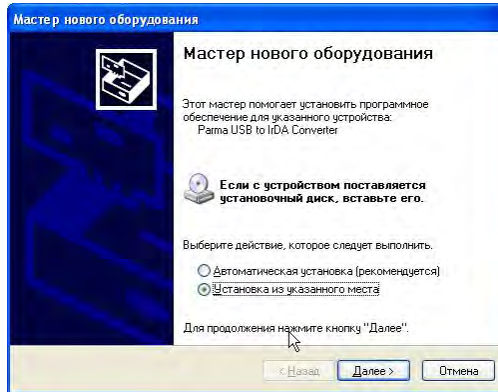 Мастер нового оборудования
Мастер нового оборудования
Этот мастер помогает установить программное
обеспечение для указанного устройства:
Parma USB to IrDA Converter
Если с устройством поставляется
установочный диск, вставьте его.
Выберите действие, которое следует выполнить.
Автоматическая установка (рекомендуется)
Установка из указанного места
Для продолжения нажмите кнопку "Далее".
< Назад
Далее >
Отмена